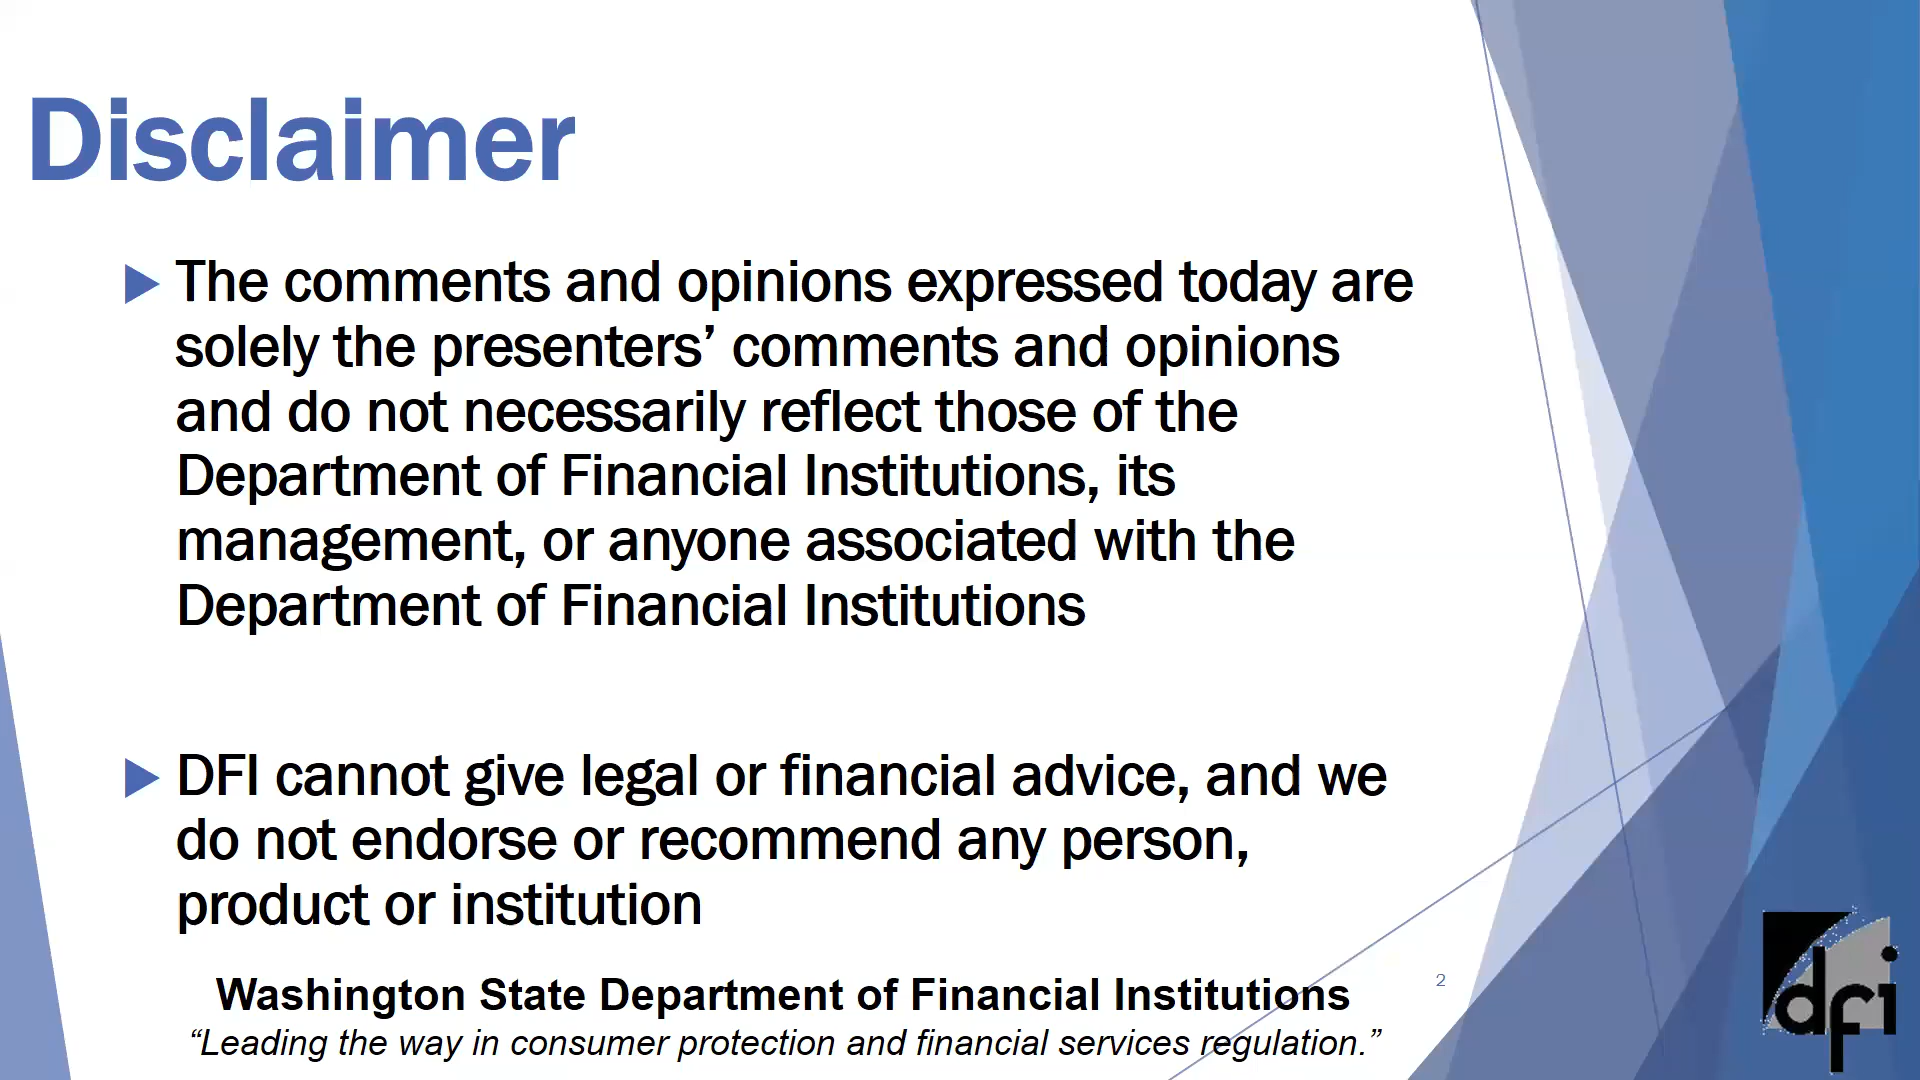 Disclaimer
The comments and opinions expressed today are
solely the presenters’ comments and opinions
and do not necessarily reflect those of the
Department of Financial Institutions, its
management, or anyone associated with the
Department of Financial Institutions
DFI cannot give legal or financial advice, and we
do not endorse or recommend any person,
product or institution
Washington State Department of Financial Institutions
“Leading the way in consumer protection and financial services regulation.”
2
dfi